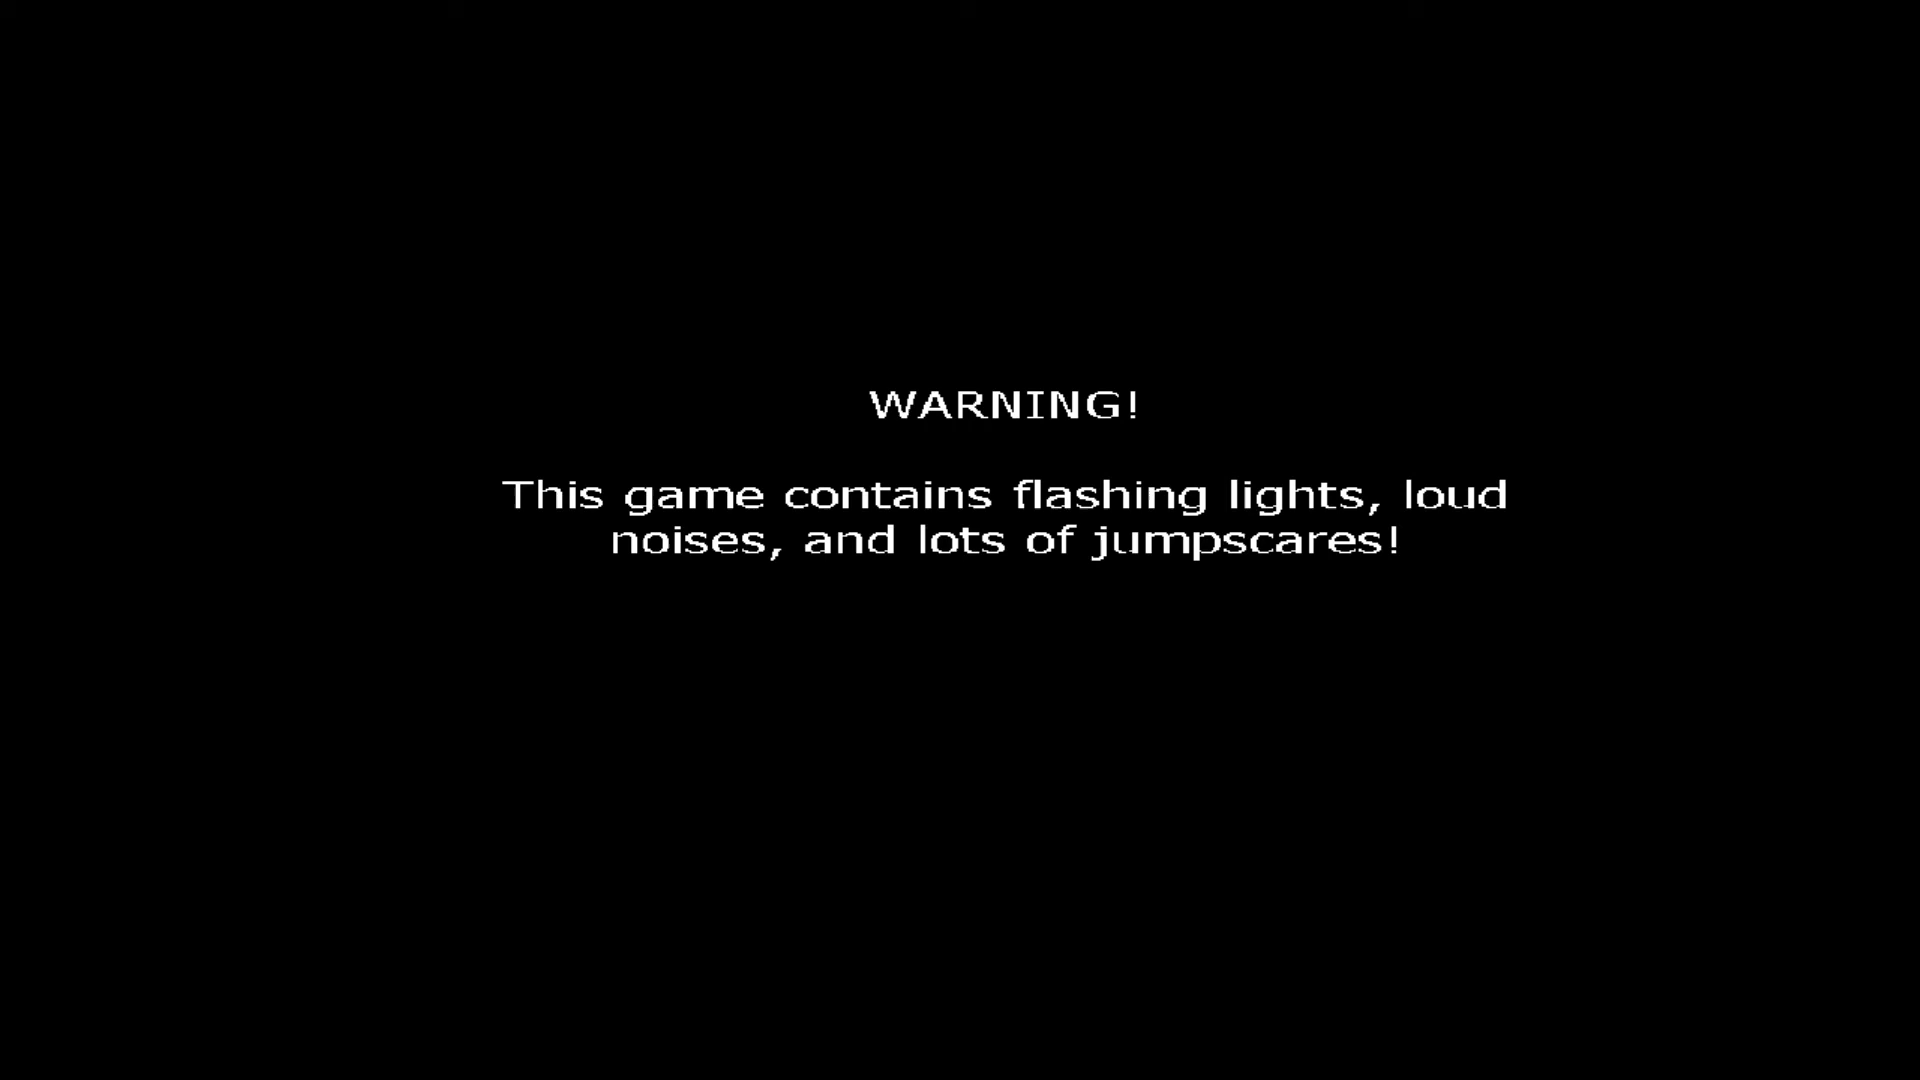 WARNING!
This game contains flashing lights, loud
noises, and lots of jumpscares!